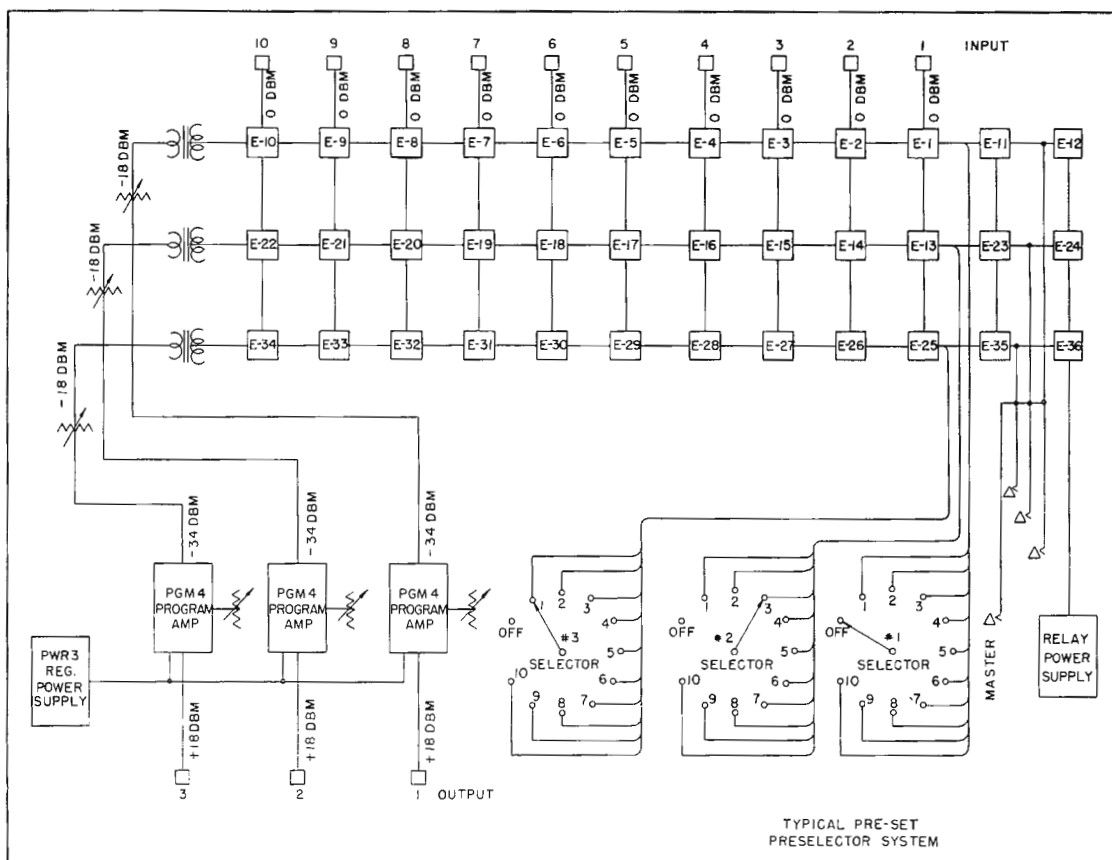 10 9 8 7 6 5 4 3 2 1 INPUT
0 DBM 0 DBM 0 DBM 0 DBM 0 DBM 0 DBM 0 DBM 0 DBM 0 DBM 0 DBM
E-10 E-9 E-8 E-7 E-6 E-5 E-4 E-3 E-2 E-1 E-11 E-12
-18 DBM
E-22 E-21 E-20 E-19 E-18 E-17 E-16 E-15 E-14 E-13 E-23 E-24
-18 DBM
E-34 E-33 E-32 E-31 E-30 E-29 E-28 E-27 E-26 E-25 E-35 E-36
-18 DBM
-34 DBM -34 DBM -34 DBM
PGM 4
PROGRAM
AMP
PGM 4
PROGRAM
AMP
PGM 4
PROGRAM
AMP
PWR3
REG.
POWER
SUPPLY
+18 DBM +18 DBM +18 DBM
3 2 1 OUTPUT
1 2 3 4 5 6 7 8 9 10
OFF
#3
SELECTOR
1 2 3 4 5 6 7 8 9 10
OFF
#2
SELECTOR
1 2 3 4 5 6 7 8 9 10
OFF
#1
SELECTOR
MASTER
RELAY
POWER
SUPPLY
TYPICAL PRE-SET
PRESELECTOR SYSTEM